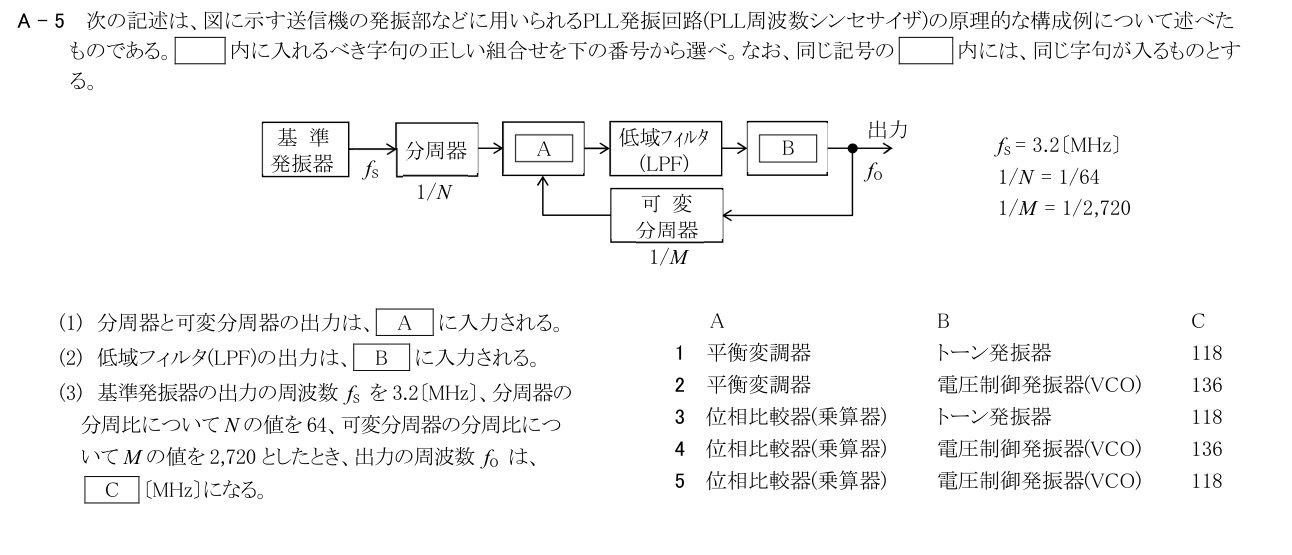 A－5 次の記述は、図に示す送信機の発振部などに用いられるPLL発振回路(PLL周波数シンセサイザ)の原理的な構成例について述べた
ものである。 内に入れるべき字句の正しい組合せを下の番号から選べ。なお、同じ記号の 内には、同じ字句が入るものとす
る。
基 準
発振器
fS
分周器
1/N
A
低域フィルタ
(LPF)
B
出力
fO
可 変
分周器
1/M
fS = 3.2〔MHz〕
1/N = 1/64
1/M = 1/2,720
(1) 分周器と可変分周器の出力は、 A に入力される。
(2) 低域フィルタ(LPF)の出力は、 B に入力される。
(3) 基準発振器の出力の周波数 fS を3.2〔MHz〕、分周器の
分周比について N の値を 64、可変分周器の分周比につ
いて M の値を 2,720 としたとき、出力の周波数 fO は、
C 〔MHz〕になる。
A B C
1 平衡変調器 トーン発振器 118
2 平衡変調器 電圧制御発振器(VCO) 136
3 位相比較器(乗算器) トーン発振器 118
4 位相比較器(乗算器) 電圧制御発振器(VCO) 136
5 位相比較器(乗算器) 電圧制御発振器(VCO) 118